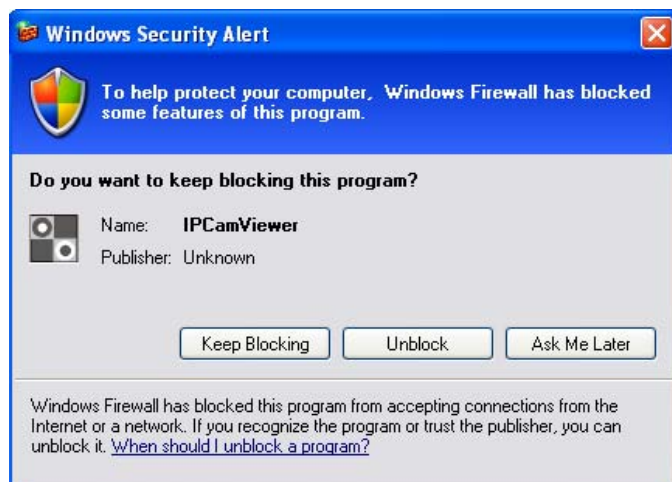 Windows Security Alert
To help protect your computer, Windows Firewall has blocked
some features of this program.
Do you want to keep blocking this program?
Name: IPCamViewer
Publisher: Unknown
Keep Blocking Unblock Ask Me Later
Windows Firewall has blocked this program from accepting connections from the
Internet or a network. If you recognize the program or trust the publisher, you can
unblock it. When should I unblock a program?